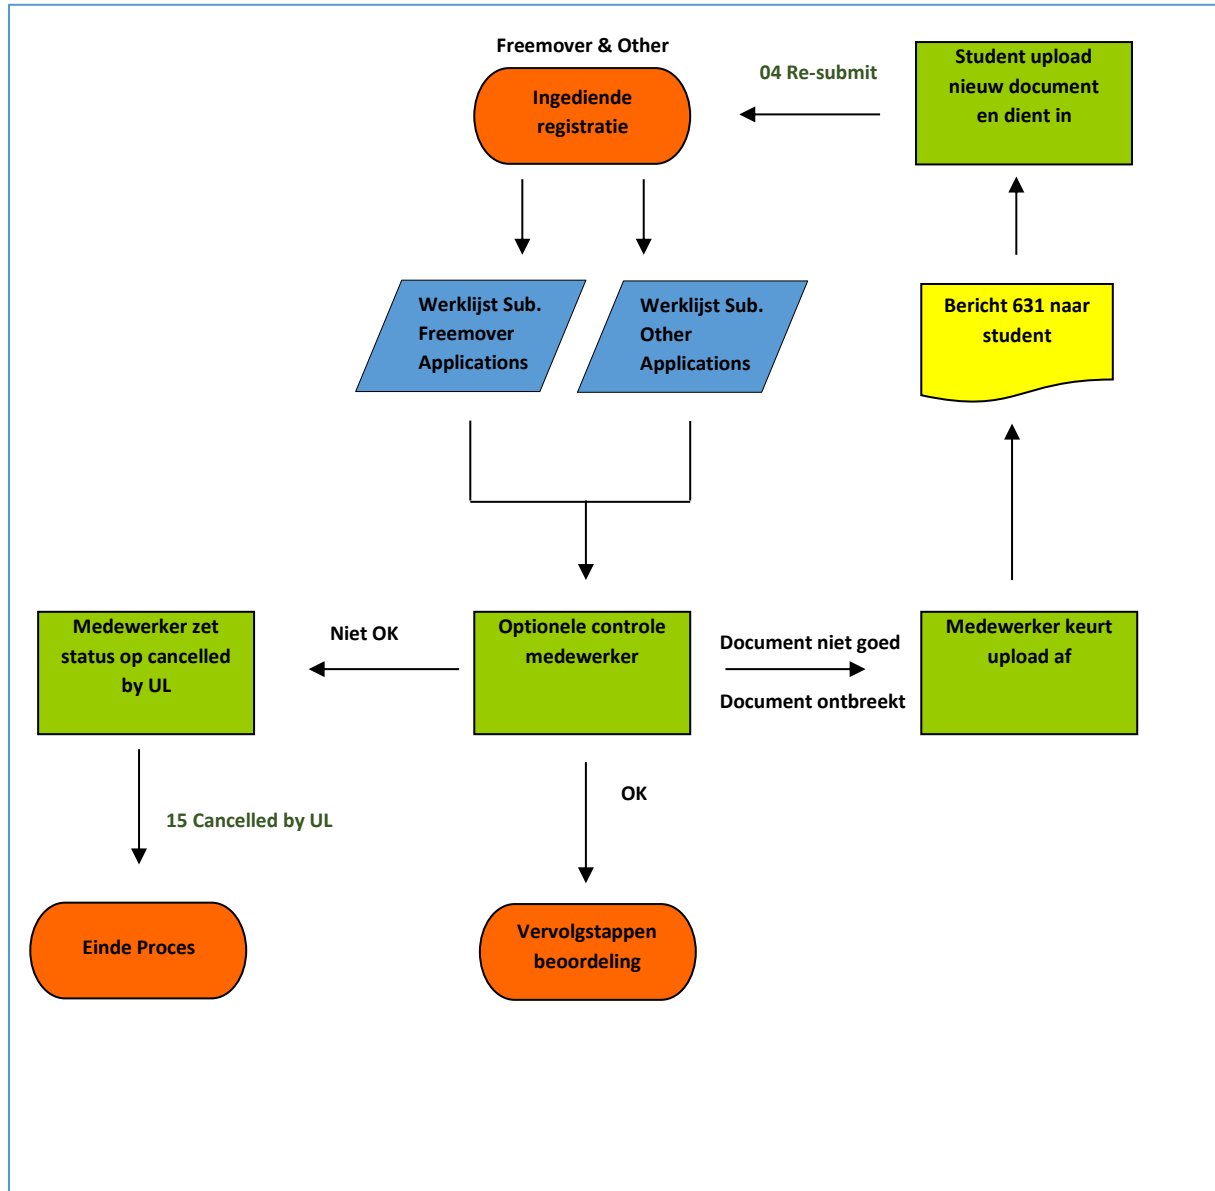 Freemover & Other
Ingediende
registratie
04 Re-submit
Student upload
nieuw document
en dient in
Werklijst Sub.
Freemover
Applications
Werklijst Sub.
Other
Applications
Bericht 631 naar
student
Medewerker zet
status op cancelled
by UL
Niet OK
Optionele controle
medewerker
Document niet goed
Document ontbreekt
Medewerker keurt
upload af
15 Cancelled by UL
OK
Einde Proces
Vervolgstappen
beoordeling